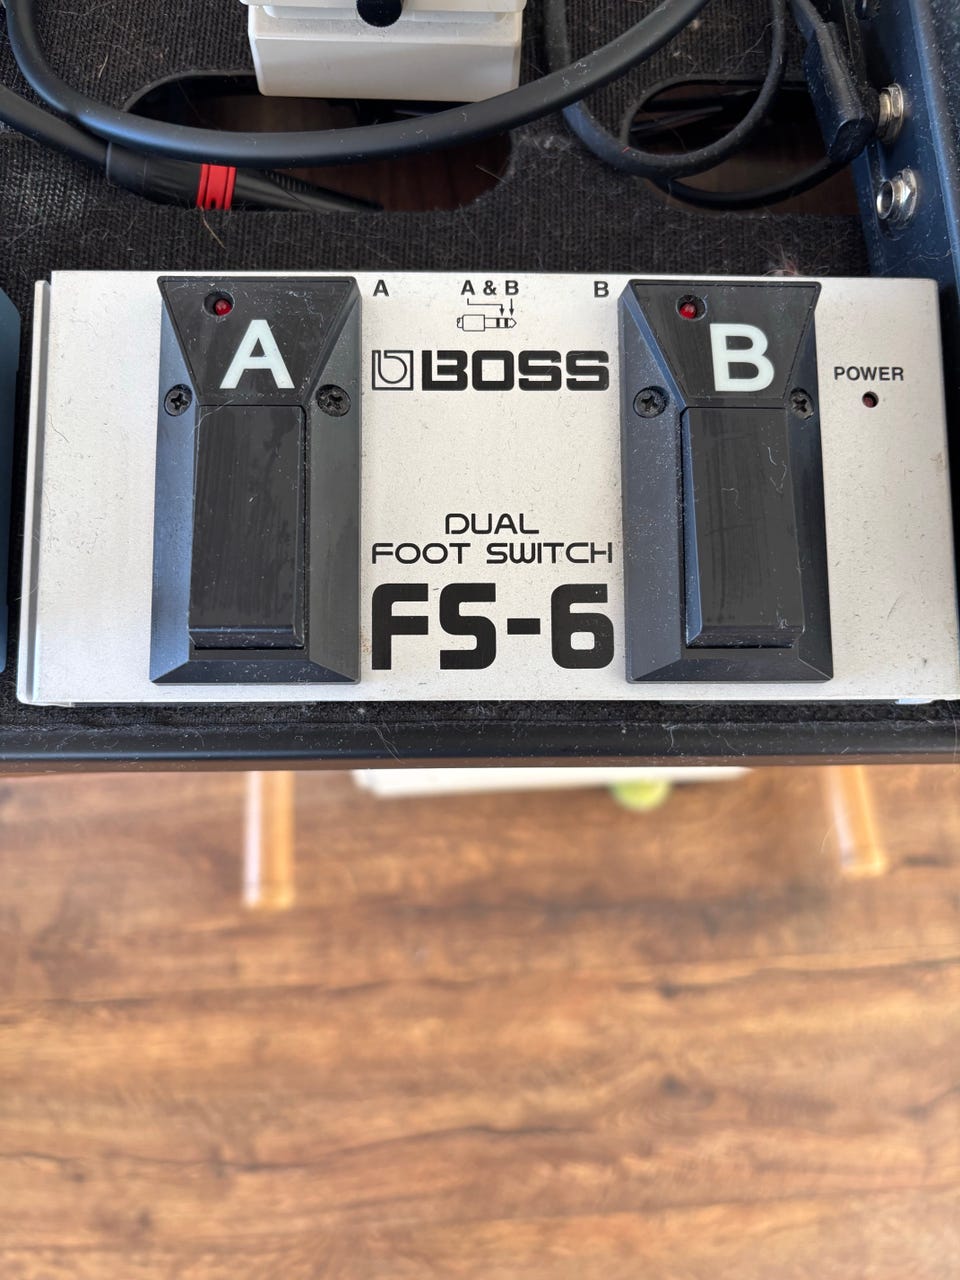 A
A & B
B
A
BOSS
B
POWER
DUAL
FOOT SWITCH
FS-6